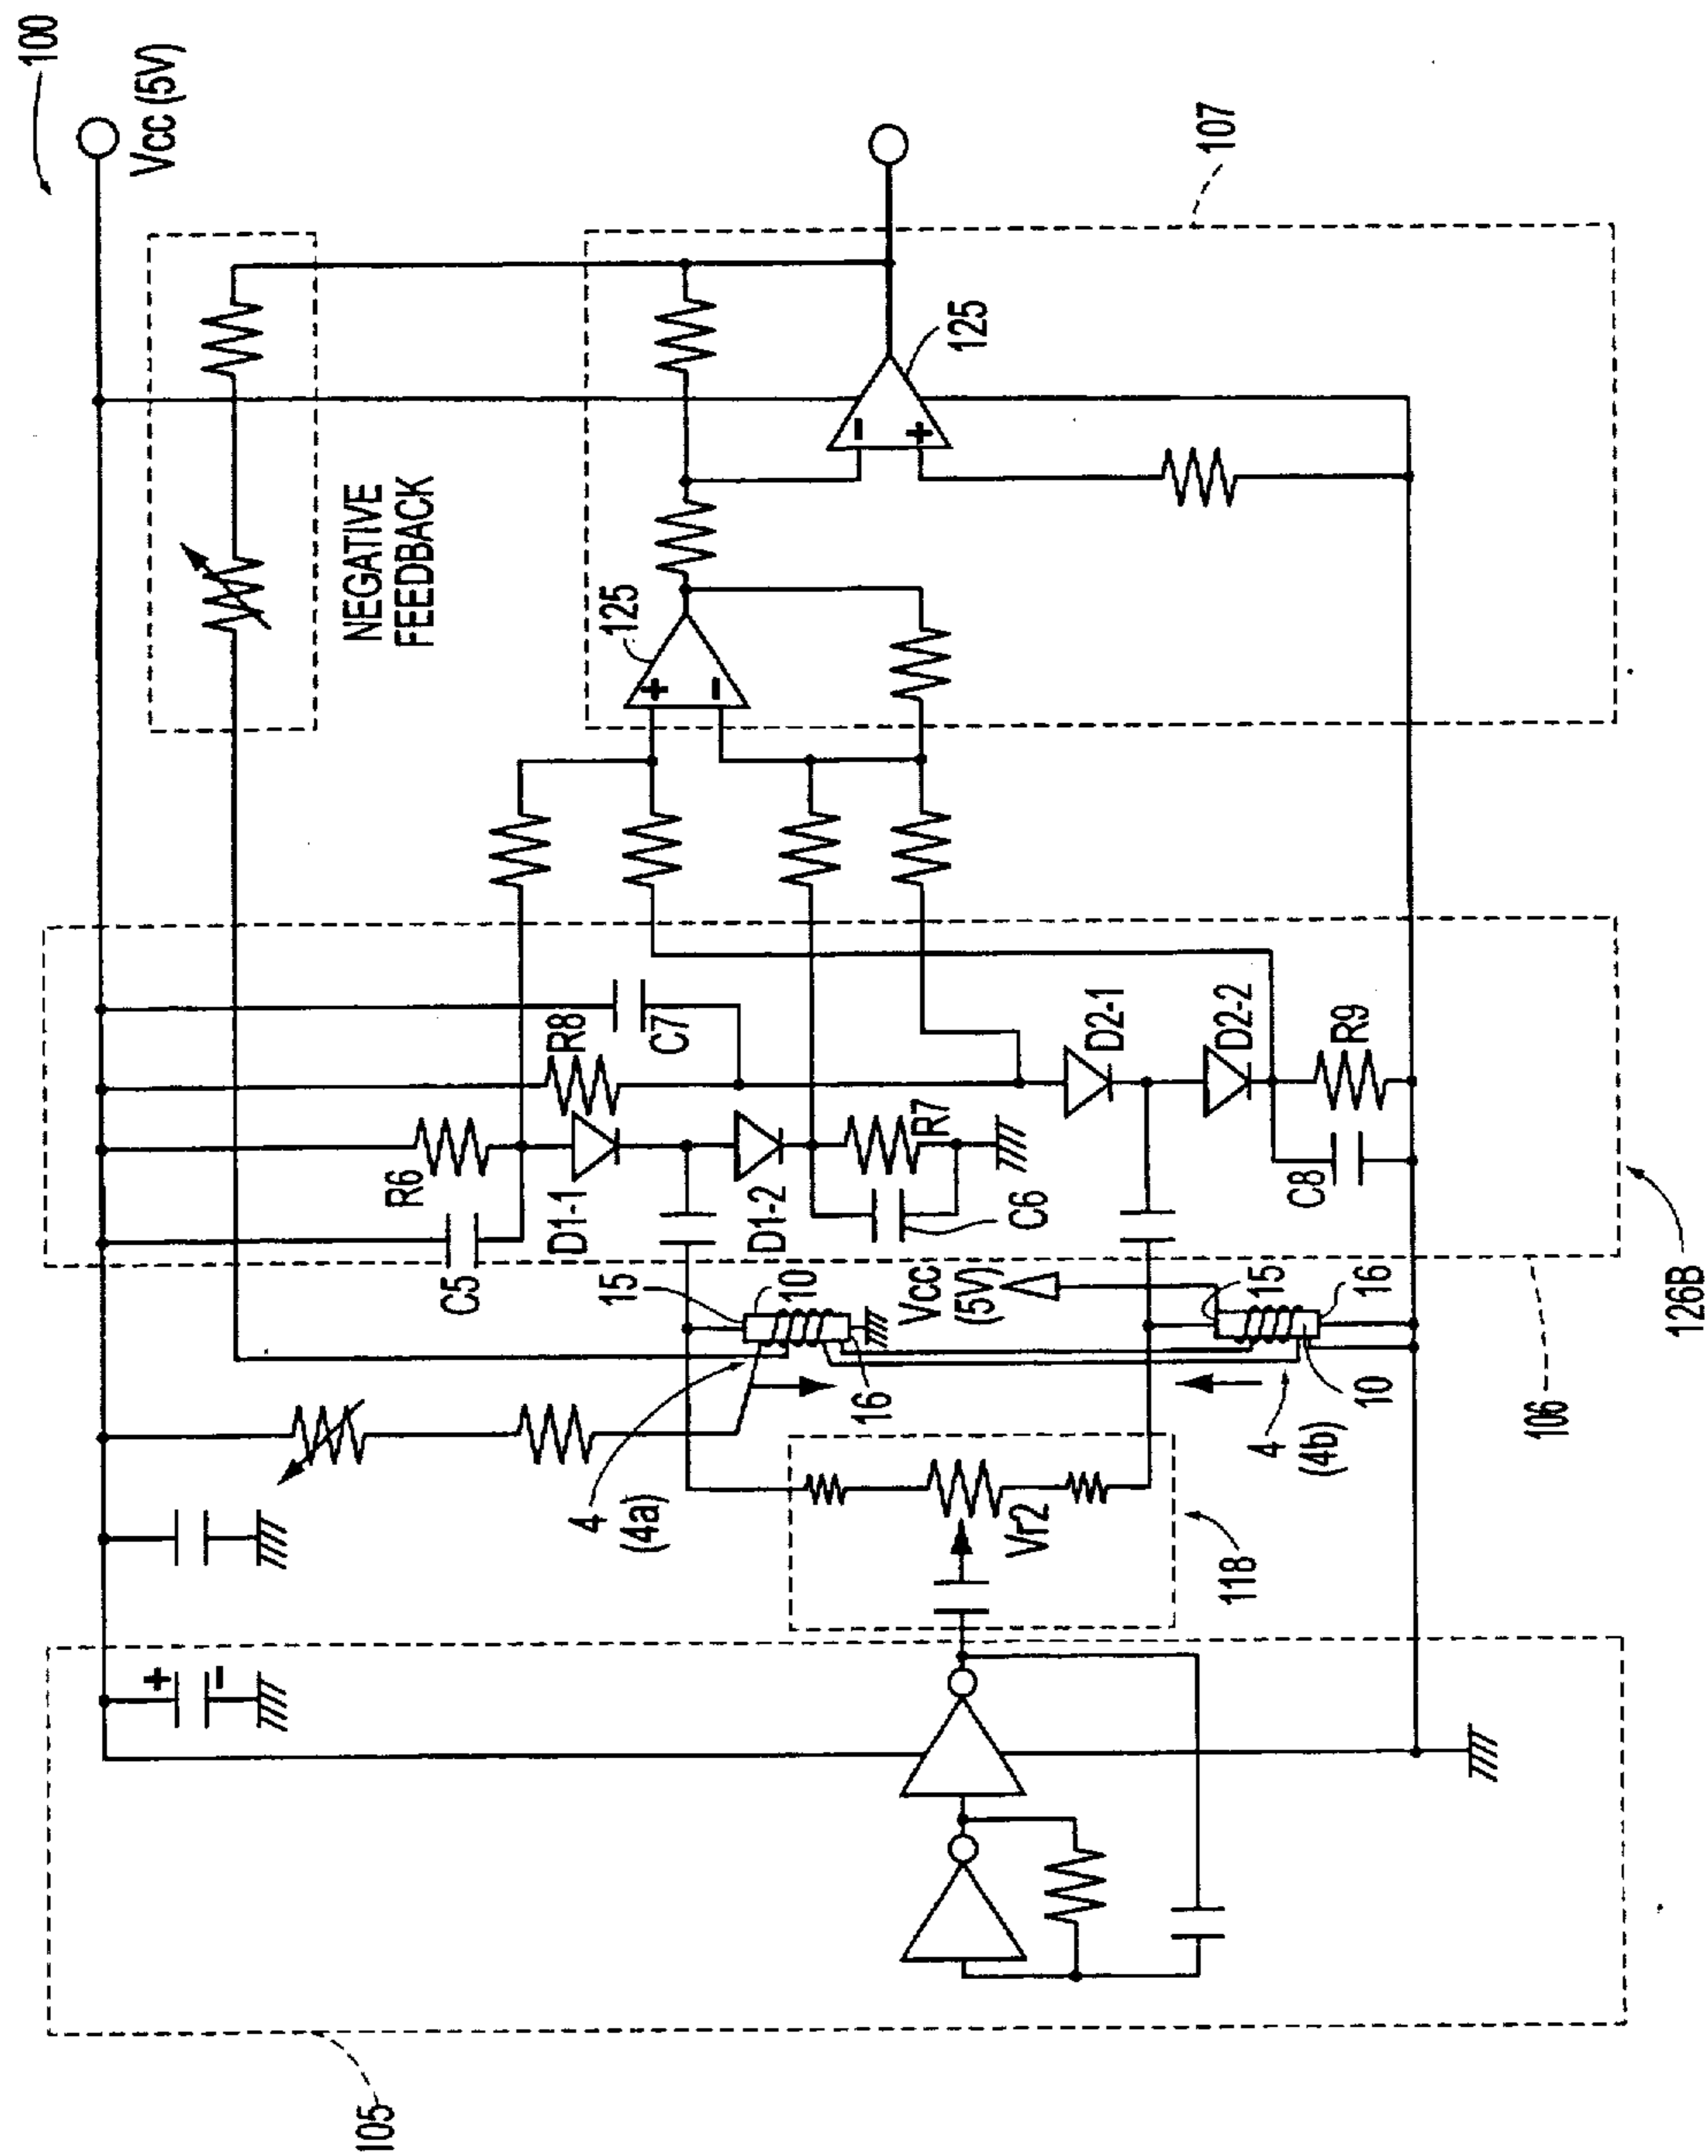 100
Vcc (5V)
107
NEGATIVE
FEEDBACK
125
125
+
-
-
+
R8
C7
R6
C5
D1-1
D1-2
R7
C6
D2-1
D2-2
R9
C8
126B
106
15
10
16
Vcc
(5V)
15
16
10
4
(4a)
4
(4b)
Vr2
118
+
-
105